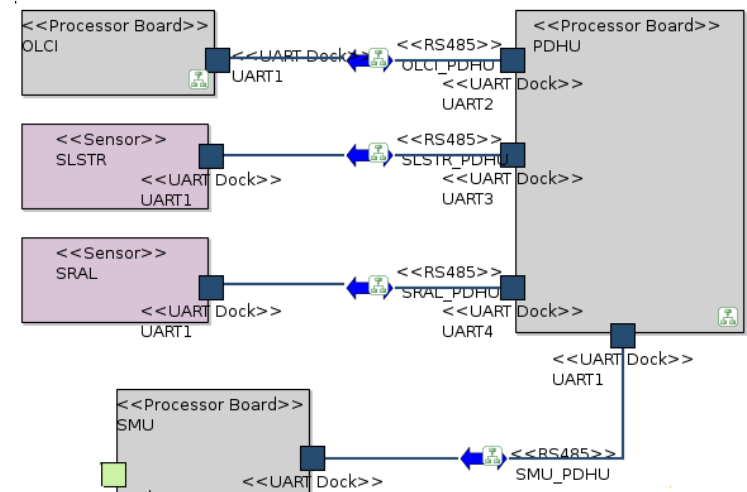 <<Processor Board>>
OLCI
<<UART Dock>>
UART1
<<RS485>>
OLCI_PDHU
<<Processor Board>>
PDHU
<<UART Dock>>
UART2
<<Sensor>>
SLSTR
<<UART Dock>>
UART1
<<RS485>>
SLSTR_PDHU
<<UART Dock>>
UART3
<<Sensor>>
SRAL
<<UART Dock>>
UART1
<<RS485>>
SRAL_PDHU
<<UART Dock>>
UART4
<<UART Dock>>
UART1
<<Processor Board>>
SMU
<<UART Dock>>
<<RS485>>
SMU_PDHU